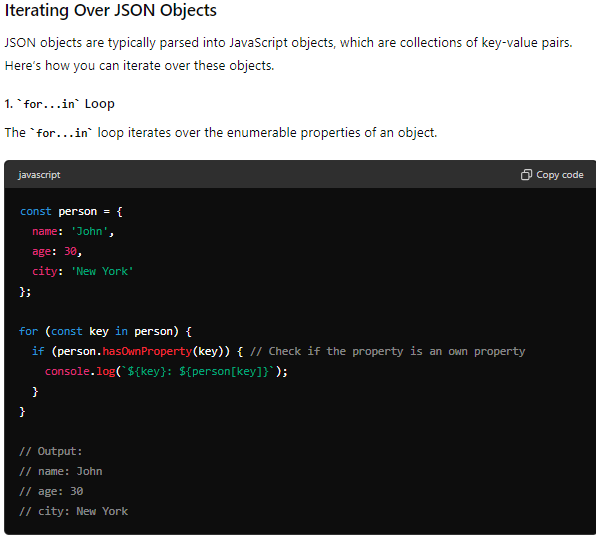 Iterating Over JSON Objects
JSON objects are typically parsed into JavaScript objects, which are collections of key-value pairs.
Here's how you can iterate over these objects.
1. `for...in` Loop
The `for...in` loop iterates over the enumerable properties of an object.
javascript Copy code
const person = {
  name: 'John',
  age: 30,
  city: 'New York'
};
for (const key in person) {
  if (person.hasOwnProperty(key)) { // Check if the property is an own property
    console.log(`${key}: ${person[key]}`);
  }
}
// Output:
// name: John
// age: 30
// city: New York